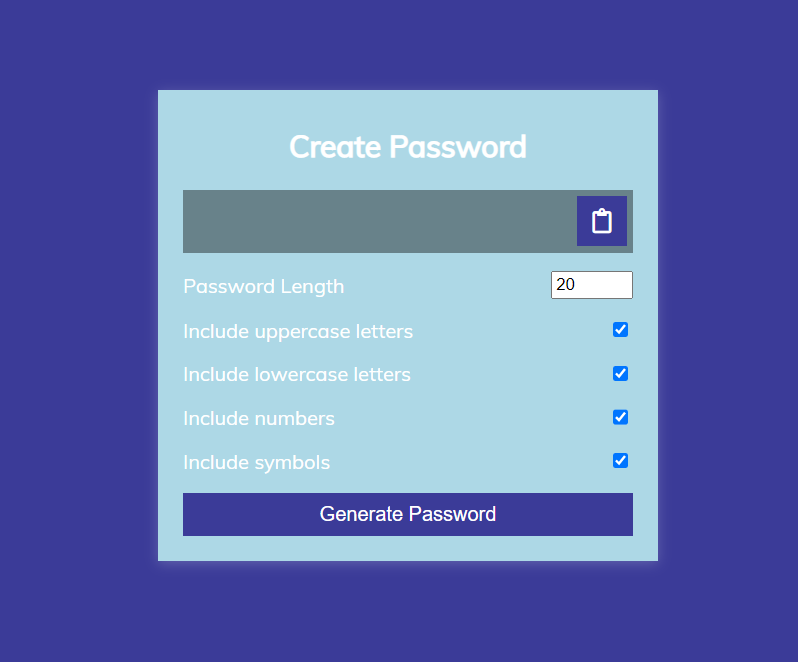 Create Password
Password Length 20
Include uppercase letters
Include lowercase letters
Include numbers
Include symbols
Generate Password